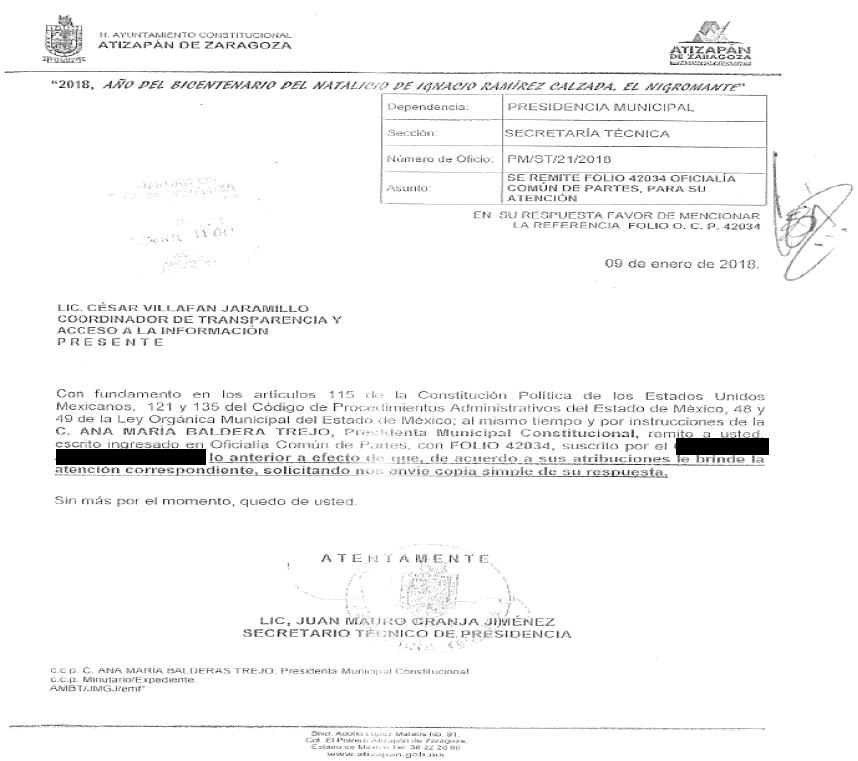 H. AYUNTAMIENTO CONSTITUCIONAL
ATIZAPÁN DE ZARAGOZA
ATIZAPÁN
DE ZARAGOZA
"2018, AÑO DEL BICENTENARIO DEL NATALICIO DE IGNACIO RAMÍREZ CALZADA, EL NIGROMANTE"
Dependencia: PRESIDENCIA MUNICIPAL
Sección: SECRETARÍA TÉCNICA
Número de Oficio: PM/ST/21/2018
Asunto: SE REMITE FOLIO 42034 OFICIALÍA
COMÚN DE PARTES, PARA SU
ATENCIÓN
EN SU RESPUESTA FAVOR DE MENCIONAR
LA REFERENCIA FOLIO O. C. P. 42034
09 de enero de 2018.
LIC. CÉSAR VILLAFAN JARAMILLO
COORDINADOR DE TRANSPARENCIA Y
ACCESO A LA INFORMACIÓN
P R E S E N T E
Con fundamento en los artículos 115 de la Constitución Política de los Estados Unidos
Mexicanos, 121 y 135 del Código de Procedimientos Administrativos del Estado de México, 48 y
49 de la Ley Orgánica Municipal del Estado de México; al mismo tiempo y por instrucciones de la
C. ANA MARÍA BALDERA TREJO, Presidenta Municipal Constitucional, remito a usted,
escrito ingresado en Oficialía Común de Partes, con FOLIO 42034, suscrito por el
lo anterior a efecto de que, de acuerdo a sus atribuciones le brinde la
atención correspondiente, solicitando nos envíe copia simple de su respuesta.
Sin más por el momento, quedo de usted.
A T E N T A M E N T E
LIC, JUAN MAURO GRANJA JIMÉNEZ
SECRETARIO TÉCNICO DE PRESIDENCIA
c.c.p. C. ANA MARÍA BALDERAS TREJO, Presidenta Municipal Constitucional
c.c.p. Minutario/Expediente.
AMBT/JMGJ/emf*
Blvd. Adolfo López Mateos No. 91,
Col. El Potrero Atizapán de Zaragoza,
Estado de México Tel: 36 22 20 00
www.atizapan.gob.mx